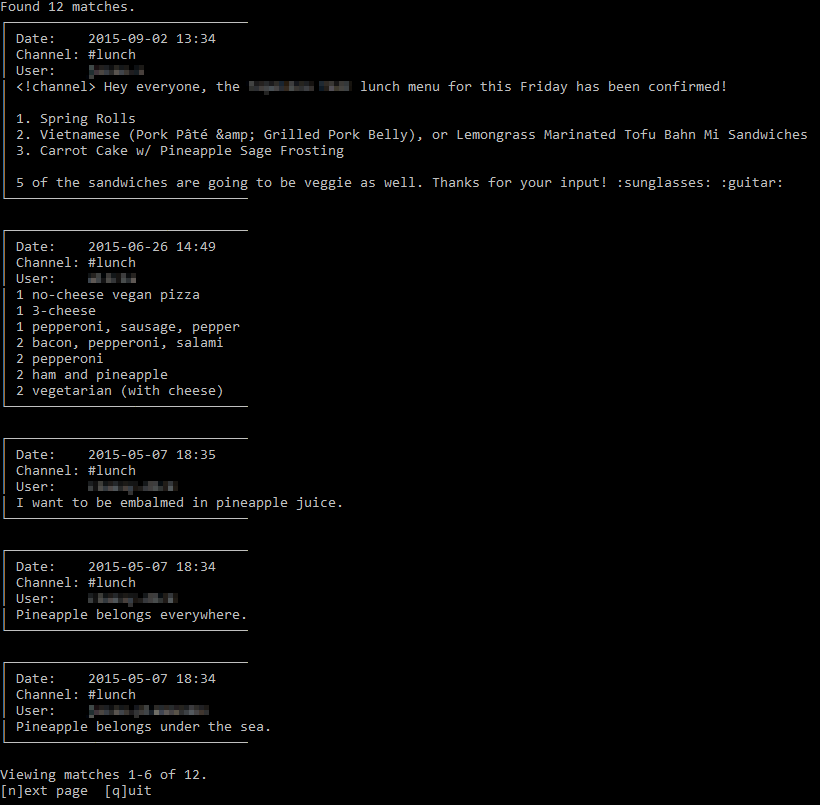 Found 12 matches.
Date: 2015-09-02 13:34
Channel: #lunch
User:
<!channel> Hey everyone, the lunch menu for this Friday has been confirmed!
1. Spring Rolls
2. Vietnamese (Pork Pâté &amp; Grilled Pork Belly), or Lemongrass Marinated Tofu Bahn Mi Sandwiches
3. Carrot Cake w/ Pineapple Sage Frosting
5 of the sandwiches are going to be veggie as well. Thanks for your input! :sunglasses: :guitar:
Date: 2015-06-26 14:49
Channel: #lunch
User:
1 no-cheese vegan pizza
1 3-cheese
1 pepperoni, sausage, pepper
2 bacon, pepperoni, salami
2 pepperoni
2 ham and pineapple
2 vegetarian (with cheese)
Date: 2015-05-07 18:35
Channel: #lunch
User:
I want to be embalmed in pineapple juice.
Date: 2015-05-07 18:34
Channel: #lunch
User:
Pineapple belongs everywhere.
Date: 2015-05-07 18:34
Channel: #lunch
User:
Pineapple belongs under the sea.
Viewing matches 1-6 of 12.
[n]ext page [q]uit